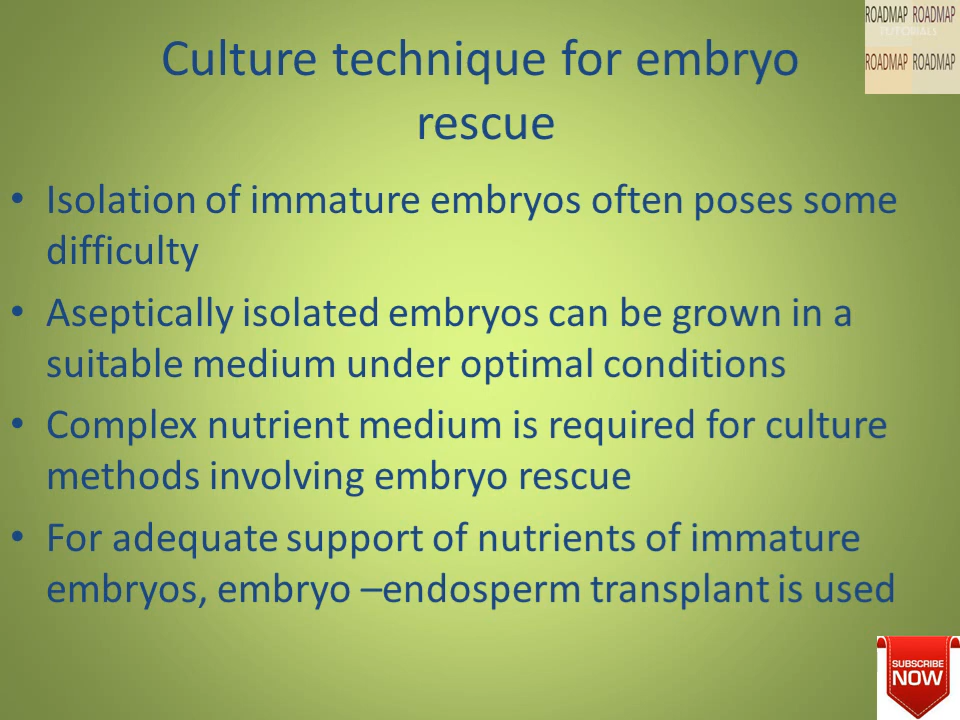 ROADMAP ROADMAP
TUTORIALS
ROADMAP ROADMAP
Culture technique for embryo
rescue
• Isolation of immature embryos often poses some
difficulty
• Aseptically isolated embryos can be grown in a
suitable medium under optimal conditions
• Complex nutrient medium is required for culture
methods involving embryo rescue
• For adequate support of nutrients of immature
embryos, embryo –endosperm transplant is used
SUBSCRIBE
NOW